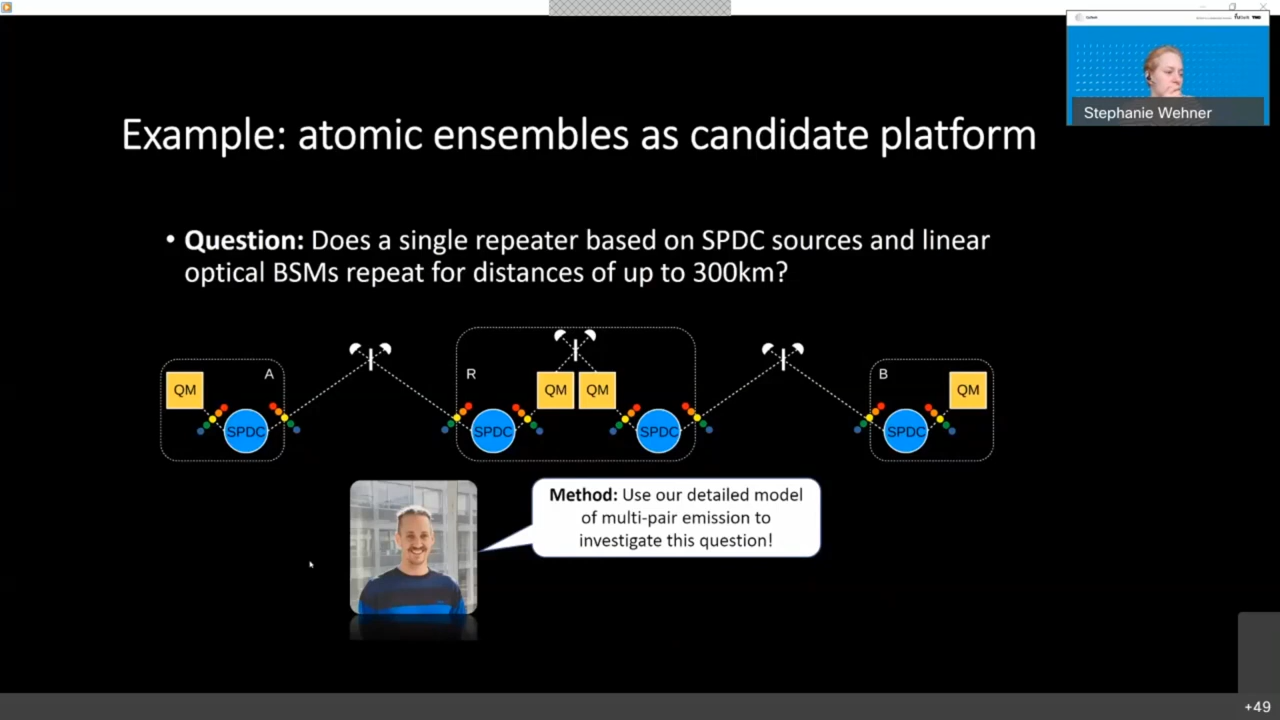 Stephanie Wehner
Example: atomic ensembles as candidate platform
• Question: Does a single repeater based on SPDC sources and linear
optical BSMs repeat for distances of up to 300km?
A
QM
SPDC
R
QM
QM
SPDC
SPDC
B
QM
SPDC
Method: Use our detailed model
of multi-pair emission to
investigate this question!
+49